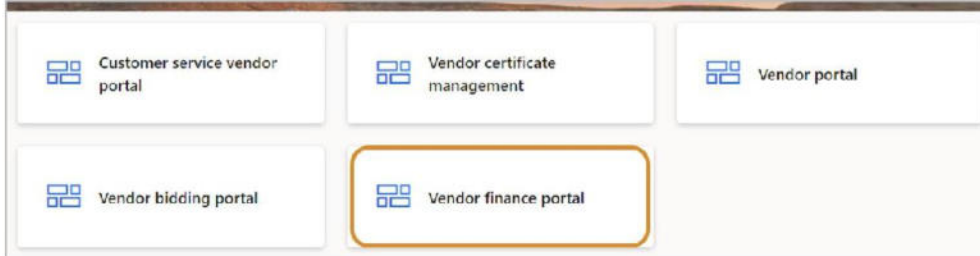 Customer service vendor
portal
Vendor certificate
management
Vendor portal
Vendor bidding portal
Vendor finance portal